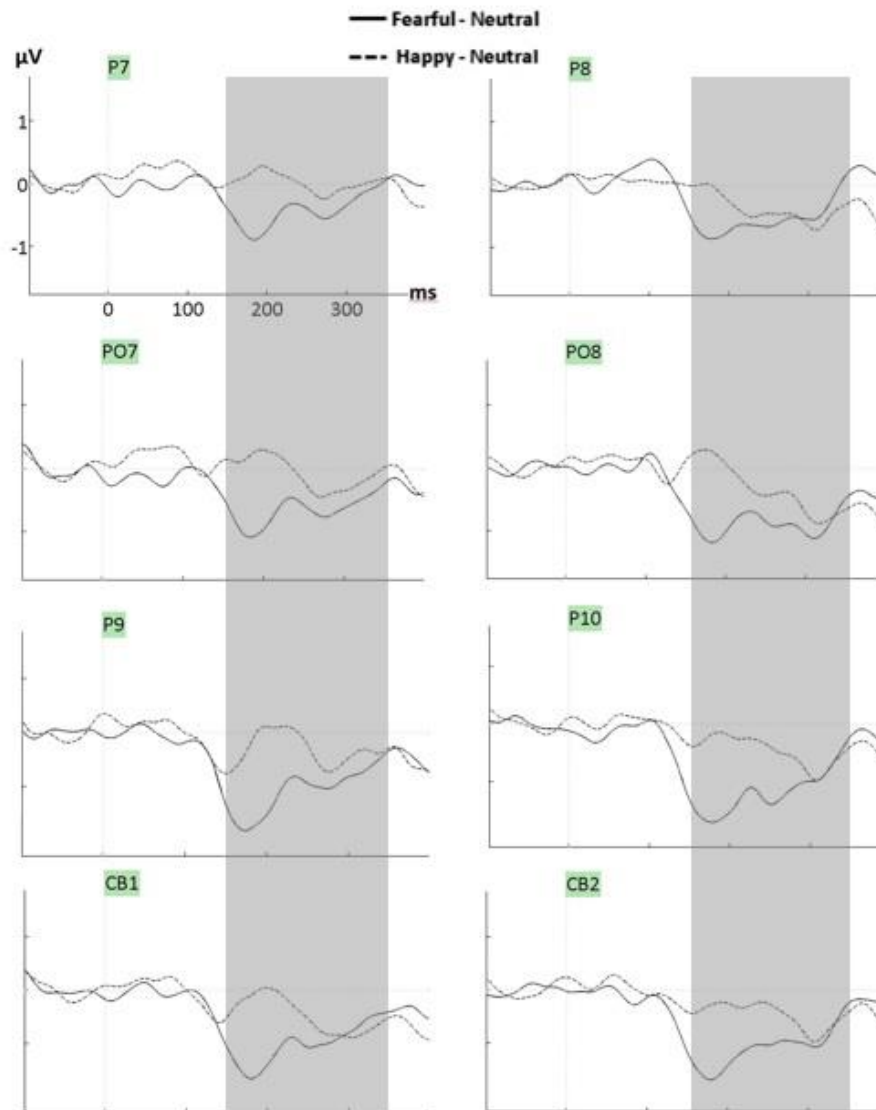 Fearful - Neutral
Happy - Neutral
µV
P7
P8
1
0
-1
0 100 200 300 ms
PO7
PO8
P9
P10
CB1
CB2